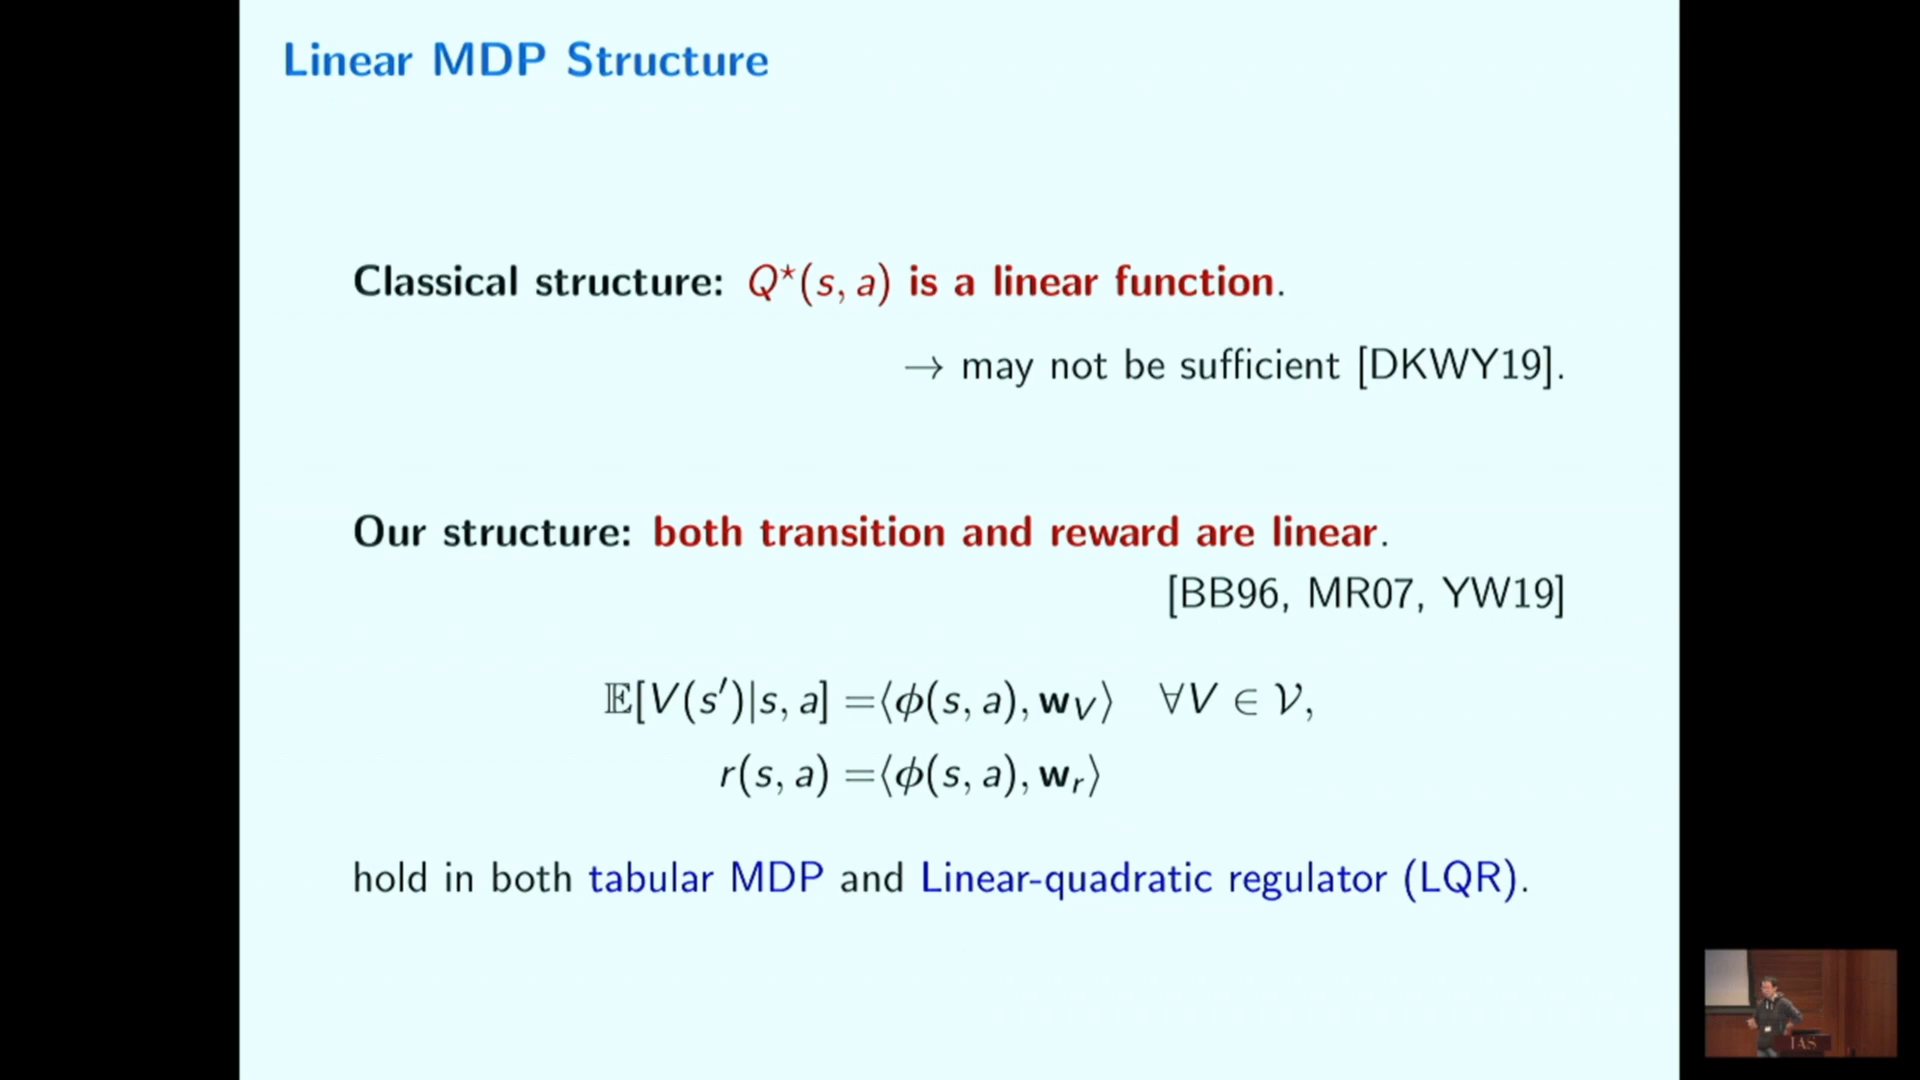 Linear MDP Structure
Classical structure: Q⋆(s, a) is a linear function.
→ may not be sufficient [DKWY19].
Our structure: both transition and reward are linear.
[BB96, MR07, YW19]
𝔼[V(s′)|s, a] =⟨ϕ(s, a), w_V⟩ ∀V ∈ 𝒱,
r(s, a) =⟨ϕ(s, a), w_r⟩
hold in both tabular MDP and Linear-quadratic regulator (LQR).
IAS